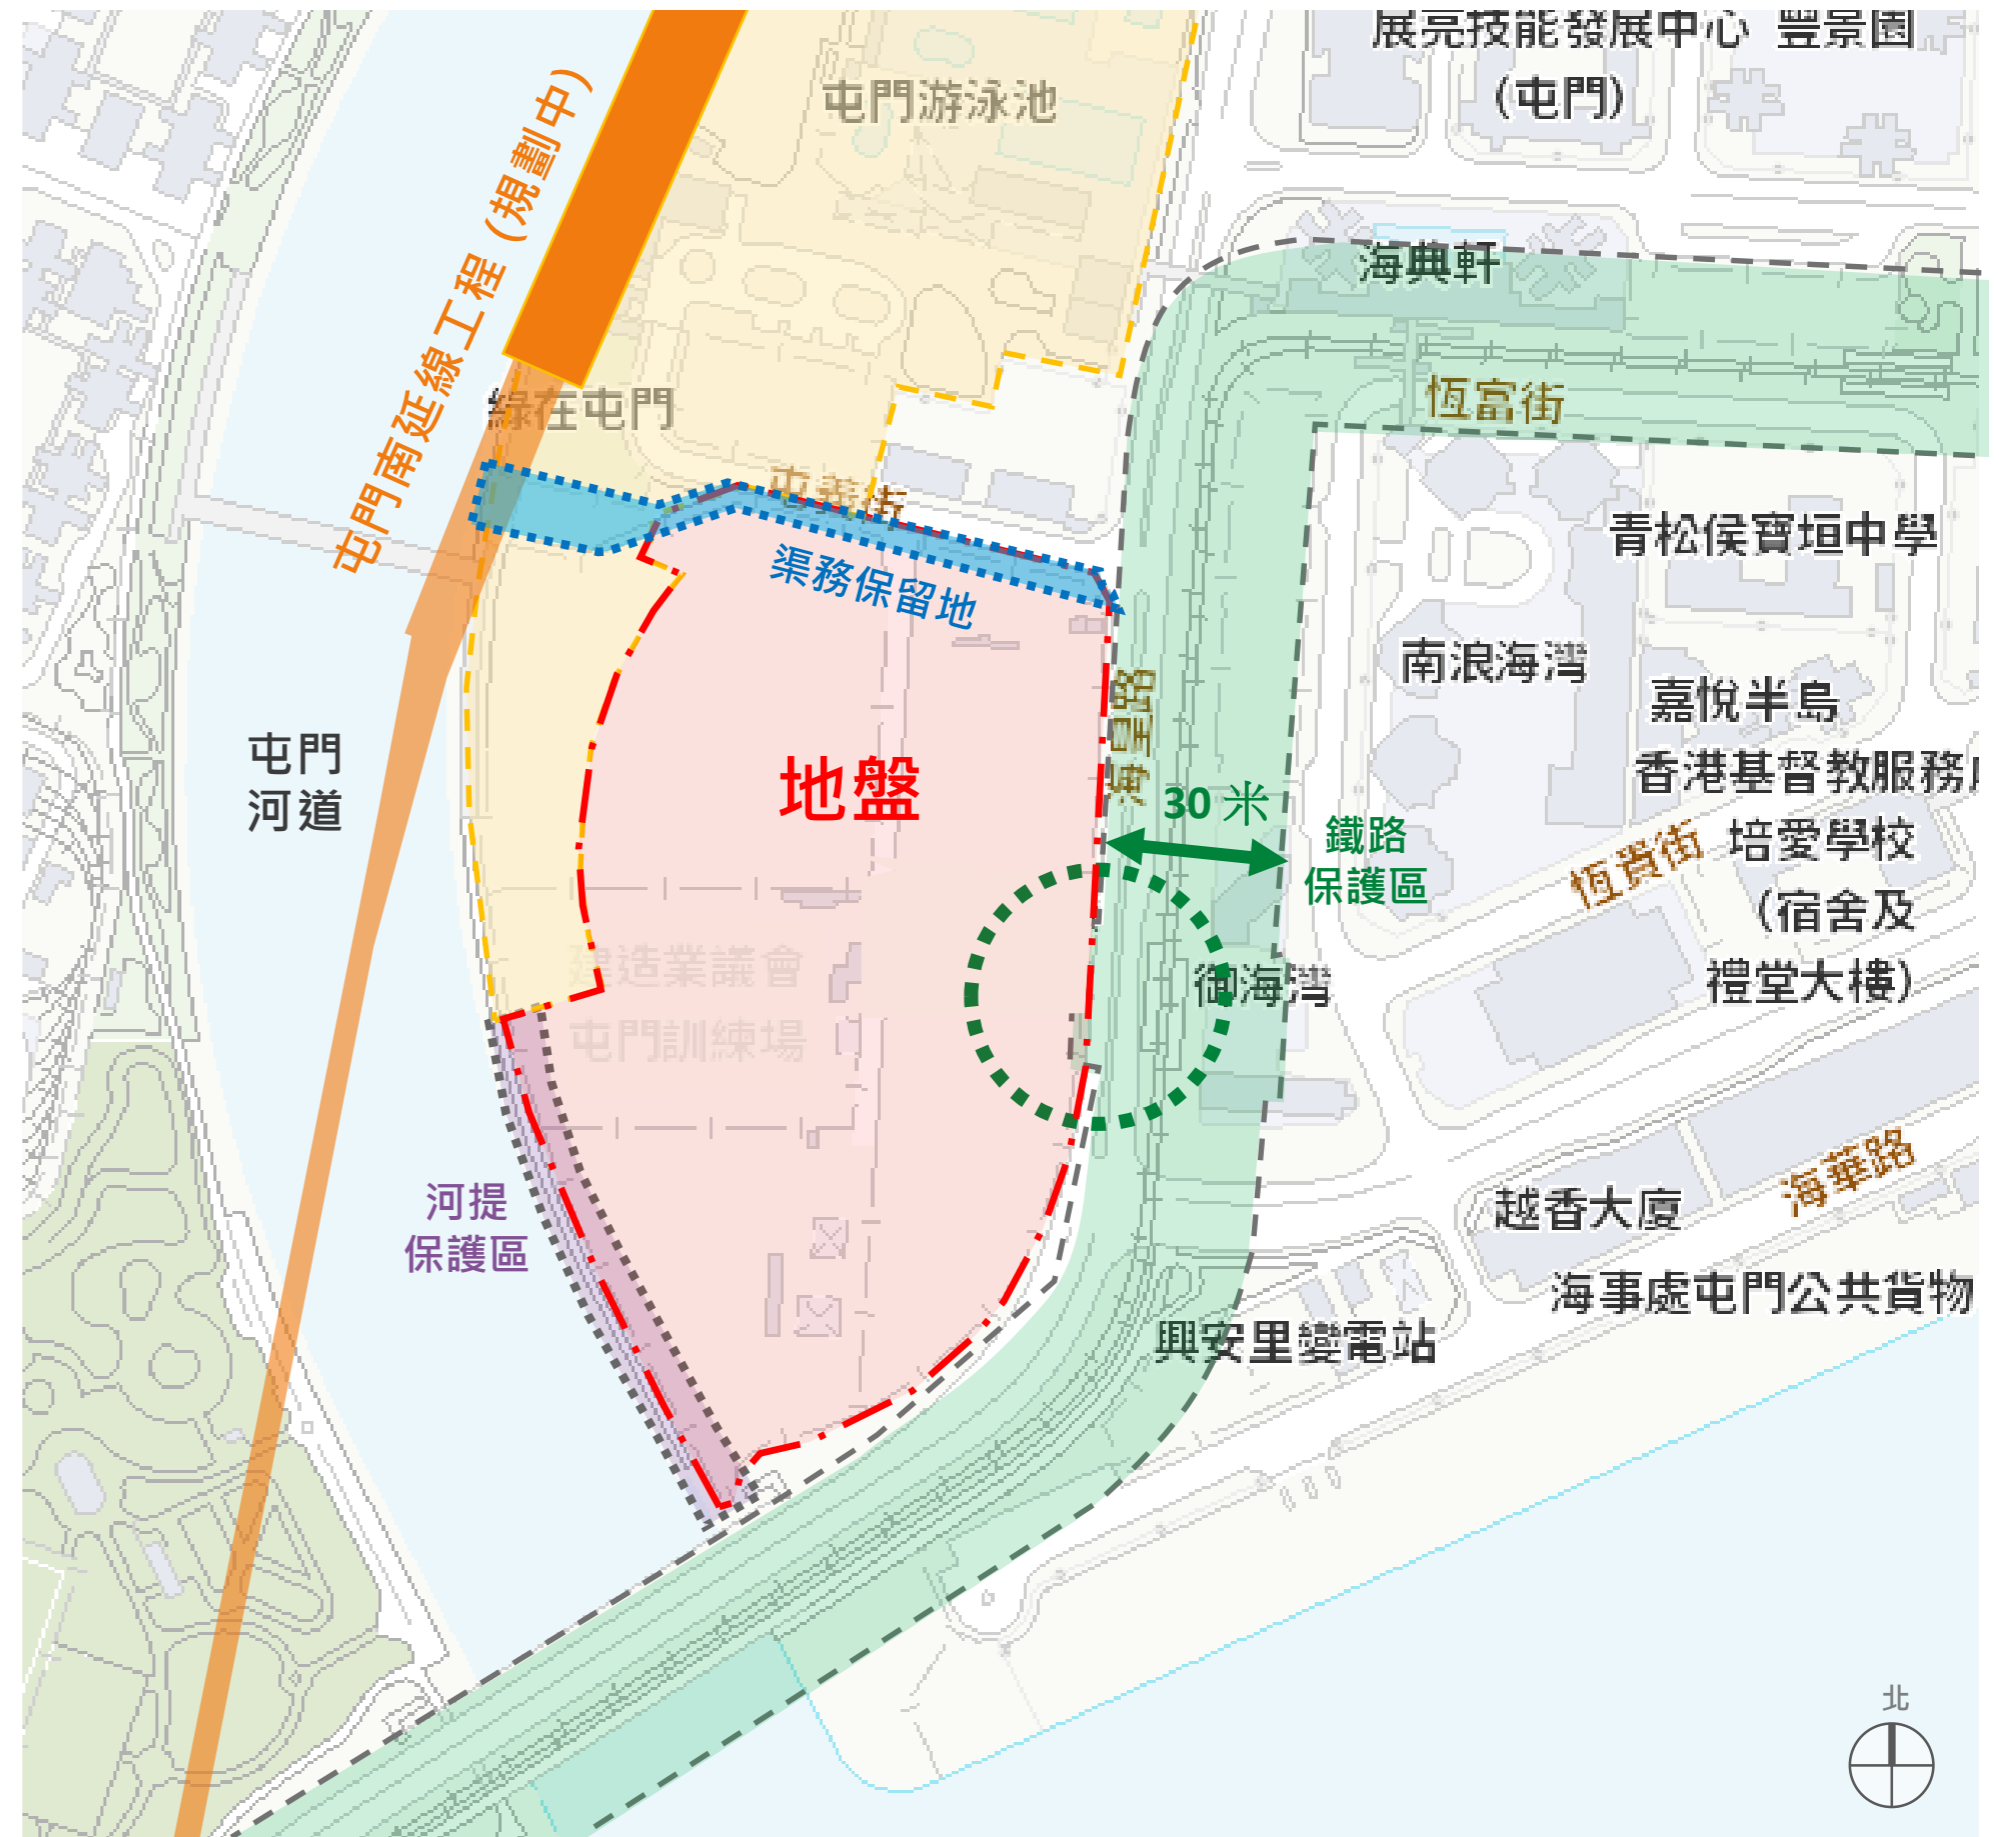 展亮技能發展中心
(屯門)
豐景園
屯門游泳池
屯門南延線工程 (規劃中)
海典軒
恆富街
綠在屯門
屯義街
渠務保留地
青松侯寶垣中學
南浪海灣
海皇路
嘉悅半島
屯門
河道
地盤
30 米
鐵路
保護區
香港基督教服務
培愛學校
(宿舍及
禮堂大樓)
恆貴街
建造業議會
屯門訓練場
御海灣
河提
保護區
越香大廈
海華路
海事處屯門公共貨物
興安里變電站
北